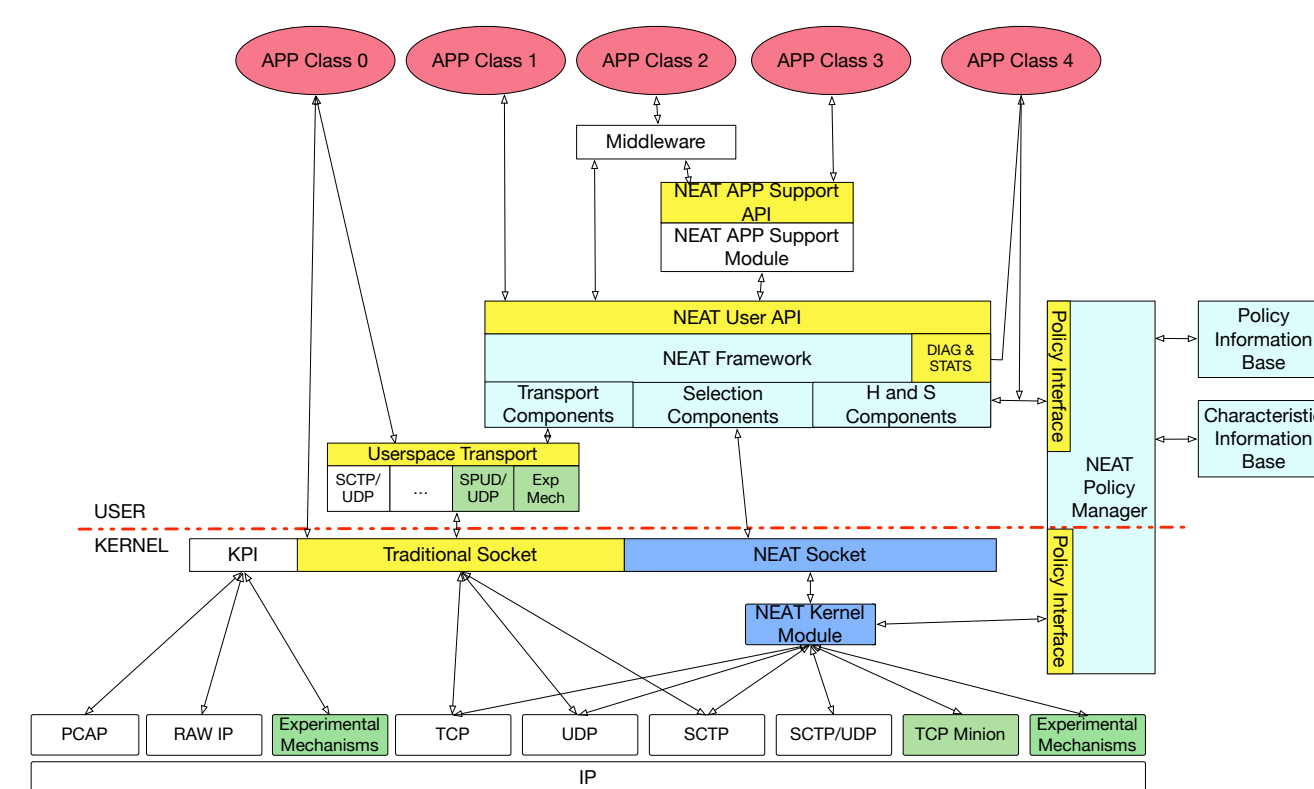 APP Class 0
APP Class 1
APP Class 2
APP Class 3
APP Class 4
Middleware
NEAT APP Support
API
NEAT APP Support
Module
NEAT User API
NEAT Framework
DIAG &
STATS
Transport
Components
Selection
Components
H and S
Components
Policy Interface
NEAT
Policy
Manager
Policy
Information
Base
Characteristic
Information
Base
Userspace Transport
SCTP/
UDP
...
SPUD/
UDP
Exp
Mech
USER
KERNEL
KPI
Traditional Socket
NEAT Socket
Policy Interface
NEAT Kernel
Module
PCAP
RAW IP
Experimental
Mechanisms
TCP
UDP
SCTP
SCTP/UDP
TCP Minion
Experimental
Mechanisms
IP